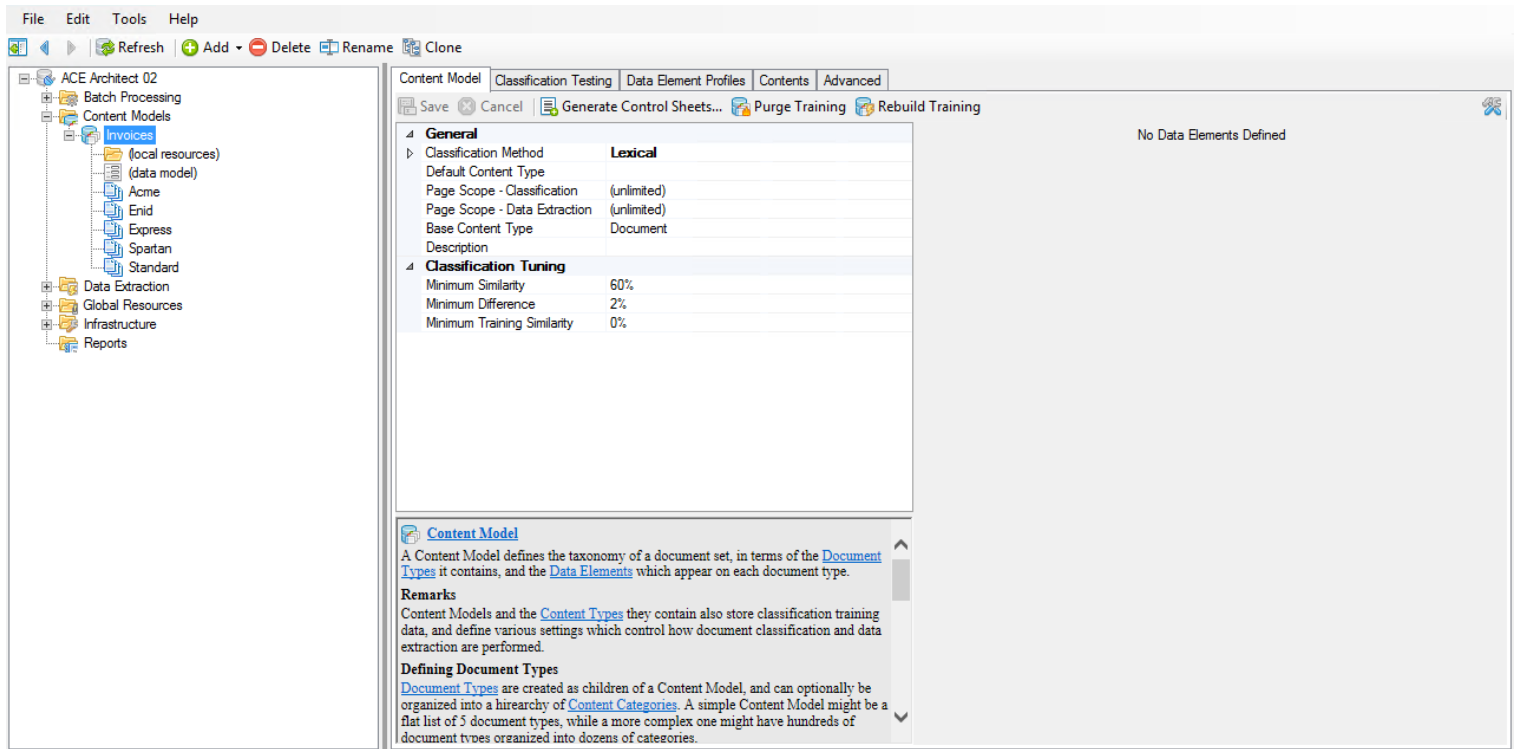 File Edit Tools Help
Refresh Add Delete Rename Clone
ACE Architect 02
Batch Processing
Content Models
Invoices
(local resources)
(data model)
Acme
Enid
Express
Spartan
Standard
Data Extraction
Global Resources
Infrastructure
Reports
Content Model Classification Testing Data Element Profiles Contents Advanced
Save Cancel Generate Control Sheets... Purge Training Rebuild Training
General
Classification Method Lexical
Default Content Type
Page Scope - Classification (unlimited)
Page Scope - Data Extraction (unlimited)
Base Content Type Document
Description
Classification Tuning
Minimum Similarity 60%
Minimum Difference 2%
Minimum Training Similarity 0%
No Data Elements Defined
Content Model
A Content Model defines the taxonomy of a document set, in terms of the Document
Types it contains, and the Data Elements which appear on each document type.
Remarks
Content Models and the Content Types they contain also store classification training
data, and define various settings which control how document classification and data
extraction are performed.
Defining Document Types
Document Types are created as children of a Content Model, and can optionally be
organized into a hirearchy of Content Categories. A simple Content Model might be a
flat list of 5 document types, while a more complex one might have hundreds of
document types organized into dozens of categories.